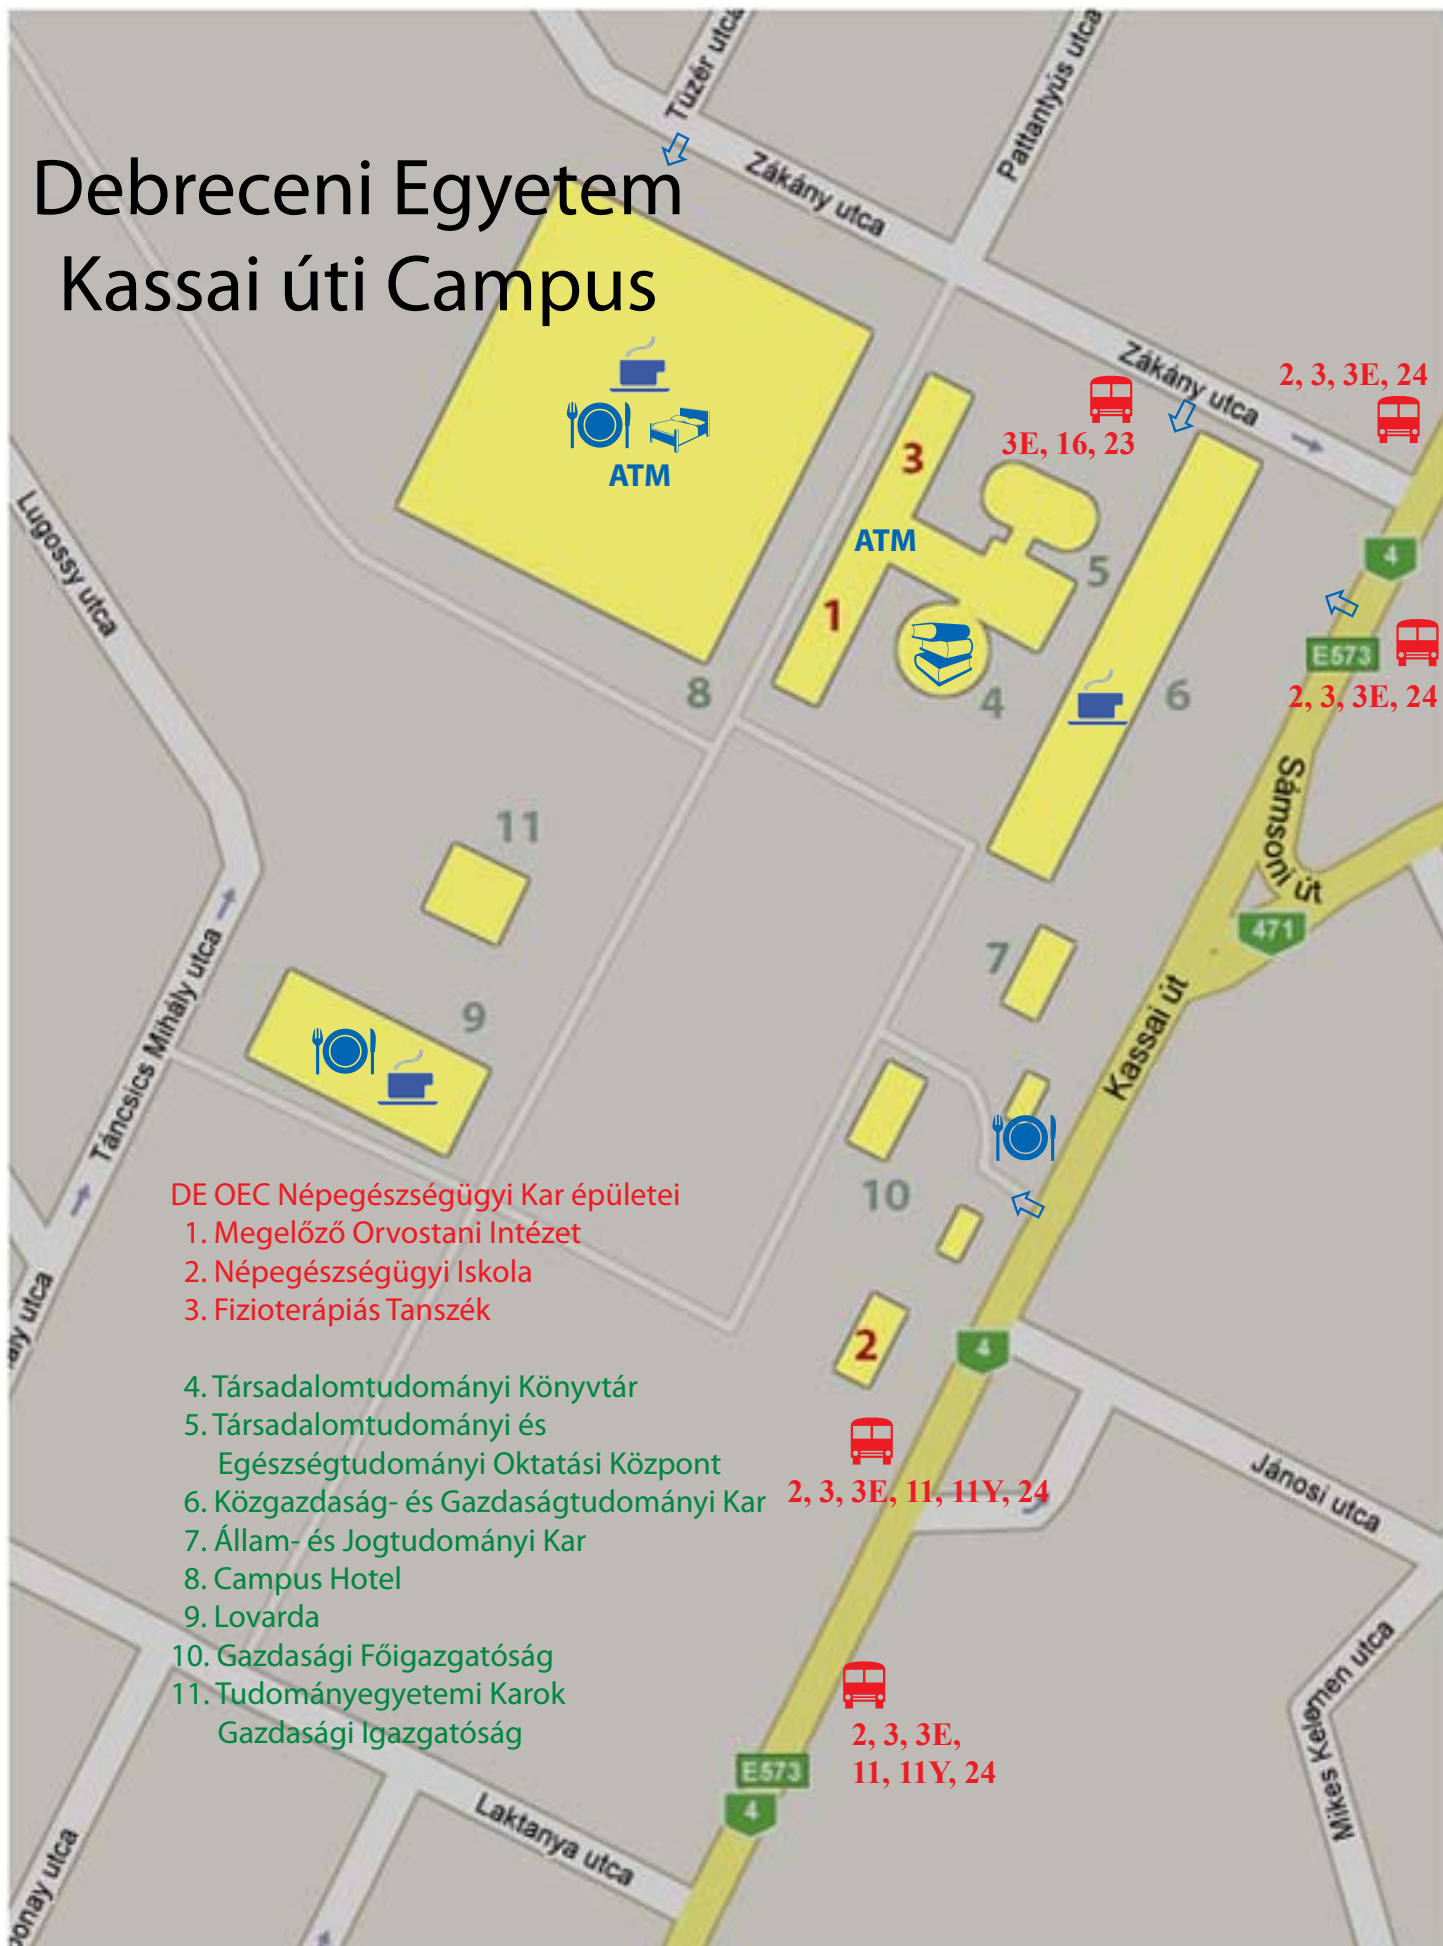 Tüzér utca
Pattantyús utca
Debreceni Egyetem
Kassai úti Campus
Zákány utca
Zákány utca
2, 3, 3E, 24
3E, 16, 23
3
ATM
ATM
4
5
1
E573
2, 3, 3E, 24
Lugossy utca
8
4
6
Sámsoni út
11
471
7
9
Kassai út
Táncsics Mihály utca
10
DE OEC Népegészségügyi Kar épületei
1. Megelőző Orvostani Intézet
2. Népegészségügyi Iskola
3. Fizioterápiás Tanszék
4. Társadalomtudományi Könyvtár
5. Társadalomtudományi és
Egészségtudományi Oktatási Központ
6. Közgazdaság- és Gazdaságtudományi Kar
7. Állam- és Jogtudományi Kar
8. Campus Hotel
9. Lovarda
10. Gazdasági Főigazgatóság
11. Tudományegyetemi Karok
Gazdasági Igazgatóság
utca
2
4
2, 3, 3E, 11, 11Y, 24
Jánosi utca
Mikes Kelemen utca
2, 3, 3E,
11, 11Y, 24
E573
4
Laktanya utca
utca